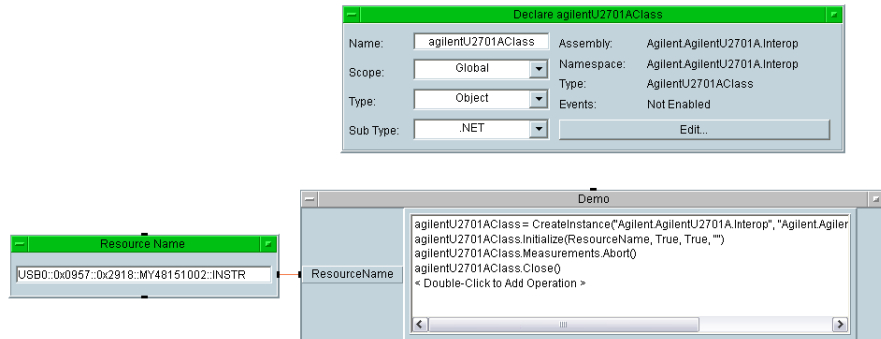 Declare agilentU2701AClass
Name: agilentU2701AClass Assembly: Agilent.AgilentU2701A.Interop
Scope: Global Namespace: Agilent.AgilentU2701A.Interop
Type: AgilentU2701AClass
Type: Object Events: Not Enabled
Sub Type: .NET Edit...
Demo
Resource Name
USB0::0x0957::0x2918::MY48151002::INSTR
ResourceName
agilentU2701AClass = CreateInstance("Agilent.AgilentU2701A.Interop", "Agilent.Agilen
agilentU2701AClass.Initialize(ResourceName, True, True, "")
agilentU2701AClass.Measurements.Abort()
agilentU2701AClass.Close()
< Double-Click to Add Operation >